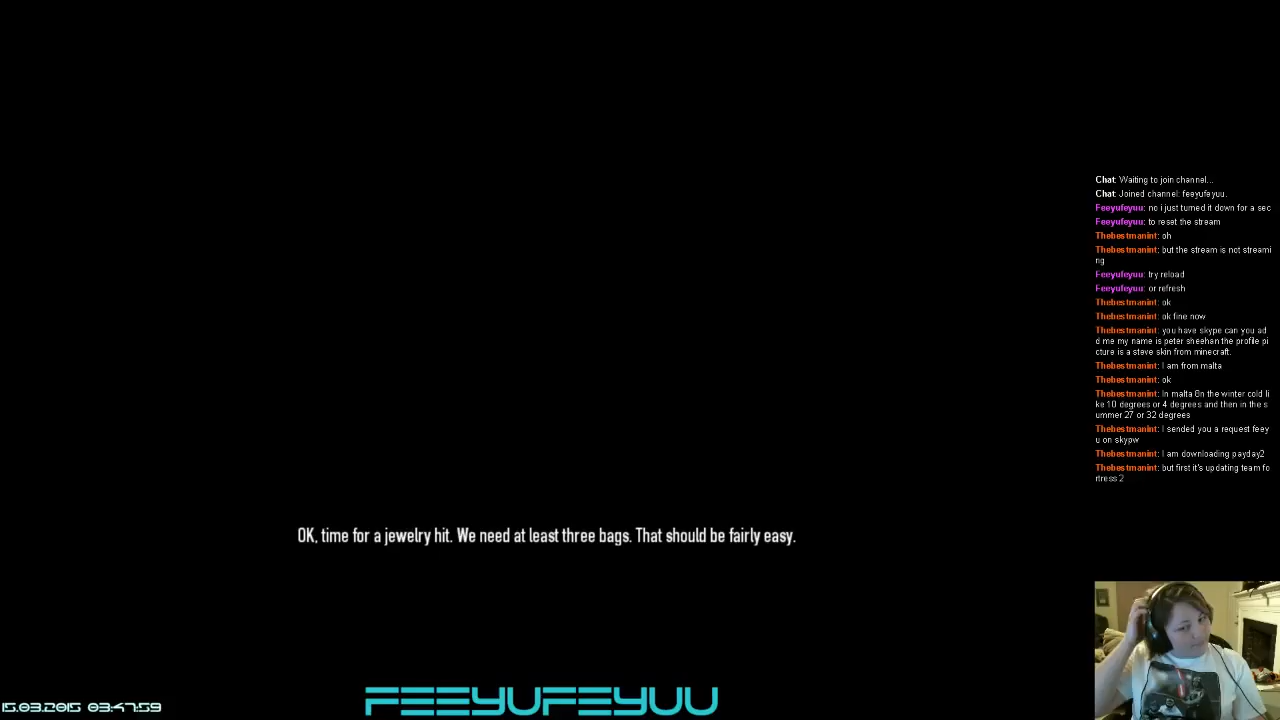 Chat: Waiting to join channel...
Chat: Joined channel: feeyufeyuu.
Feeyufeyuu: no i just turned it down for a sec
Feeyufeyuu: to reset the stream
Thebestmanint: oh
Thebestmanint: but the stream is not streami
ng
Feeyufeyuu: try reload
Feeyufeyuu: or refresh
Thebestmanint: ok
Thebestmanint: ok fine now
Thebestmanint: you have skype can you ad
d me my name is peter sheehan the profile pi
cture is a steve skin from minecraft.
Thebestmanint: I am from malta
Thebestmanint: ok
Thebestmanint: In malta 0n the winter cold li
ke 10 degrees or 4 degrees and then in the s
ummer 27 or 32 degrees
Thebestmanint: I sended you a request feey
u on skypw
Thebestmanint: I am downloading payday2
Thebestmanint: but first it's updating team fo
rtress 2
OK, time for a jewelry hit. We need at least three bags. That should be fairly easy.
FEEYUFEYUU
15.03.2015 03:47:59